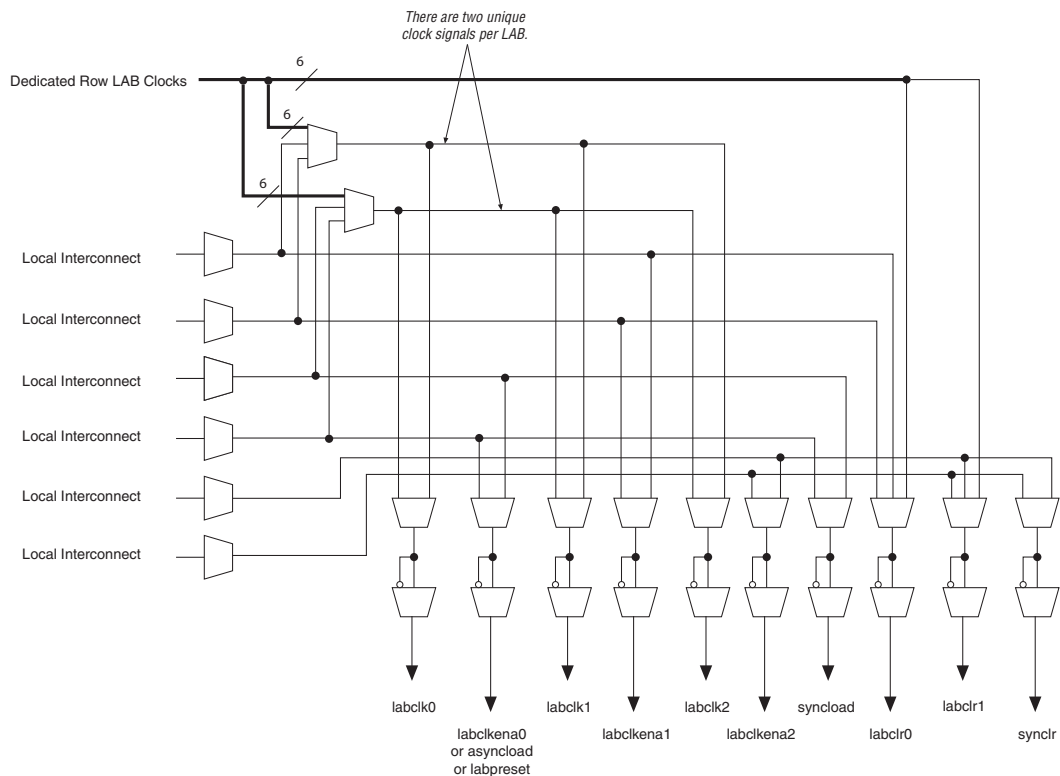 There are two unique
clock signals per LAB.
6
Dedicated Row LAB Clocks
6
6
Local Interconnect
Local Interconnect
Local Interconnect
Local Interconnect
Local Interconnect
Local Interconnect
labclk0
labclk1
labclk2
syncload
labclr1
labclkena0
or asyncload
or labpreset
labclkena1
labclkena2
labclr0
synclr